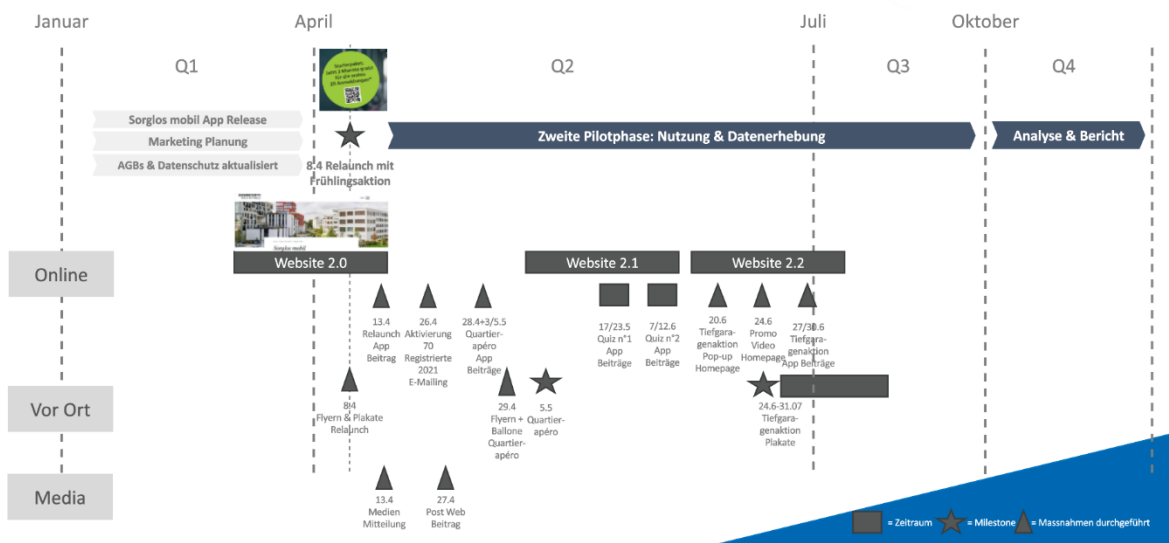 Januar
April
Juli
Oktober
Q1
Q2
Q3
Q4
Sorglos mobil App Release
Marketing Planung
AGBs & Datenschutz aktualisiert
8.4 Relaunch mit
Frühlingsaktion
Zweite Pilotphase: Nutzung & Datenerhebung
Analyse & Bericht
Sorglos mobil
Online
Website 2.0
Website 2.1
Website 2.2
13.4
Relaunch
App
Beitrag
26.4
Aktivierung
70
Registrierte
2021
E-Mailing
28.4+3/5.5
Quartier-
apéro
App
Beiträge
17/23.5
Quiz n°1
App
Beiträge
7/12.6
Quiz n°2
App
Beiträge
20.6
Tiefgara-
genaktion
Pop-up
Homepage
24.6
Promo
Video
Homepage
27/30.6
Tiefgara-
genaktion
App Beiträge
Vor Ort
8.4
Flyern & Plakate
Relaunch
29.4
Flyern +
Ballone
Quartier-
apéro
5.5
Quartier-
apéro
24.6-31.07
Tiefgara-
genaktion
Plakate
Media
13.4
Medien
Mitteilung
27.4
Post Web
Beitrag
= Zeitraum
= Milestone
= Massnahmen durchgeführt